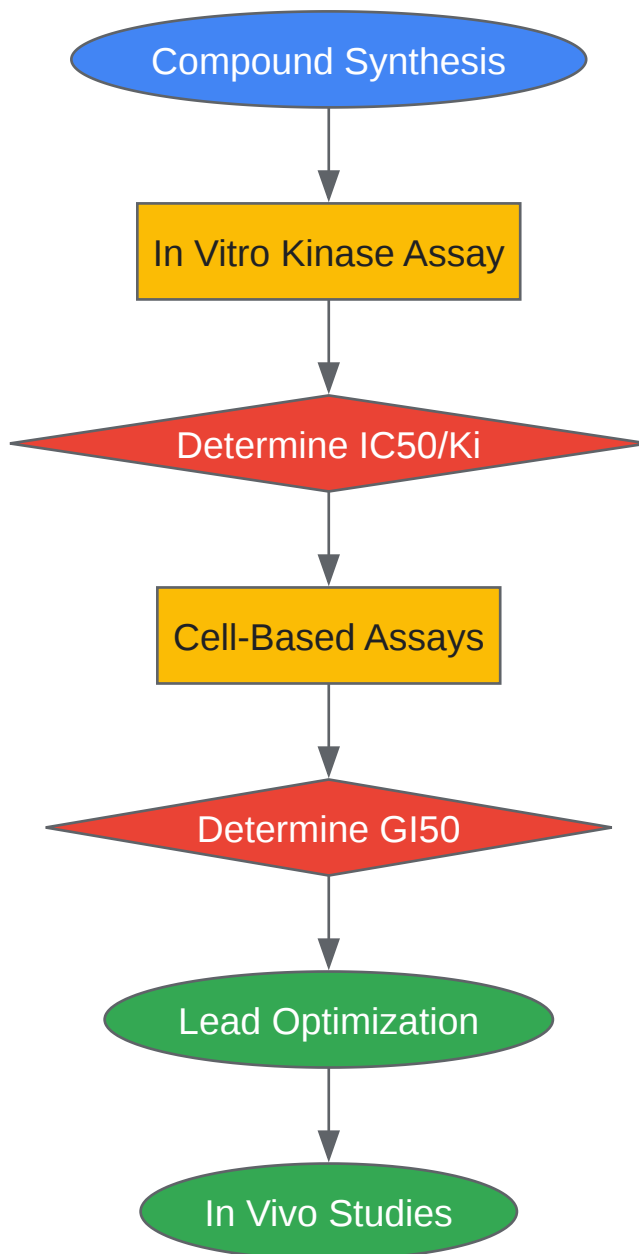 Compound Synthesis
In Vitro Kinase Assay
Determine IC50/Ki
Cell-Based Assays
Determine GI50
Lead Optimization
In Vivo Studies